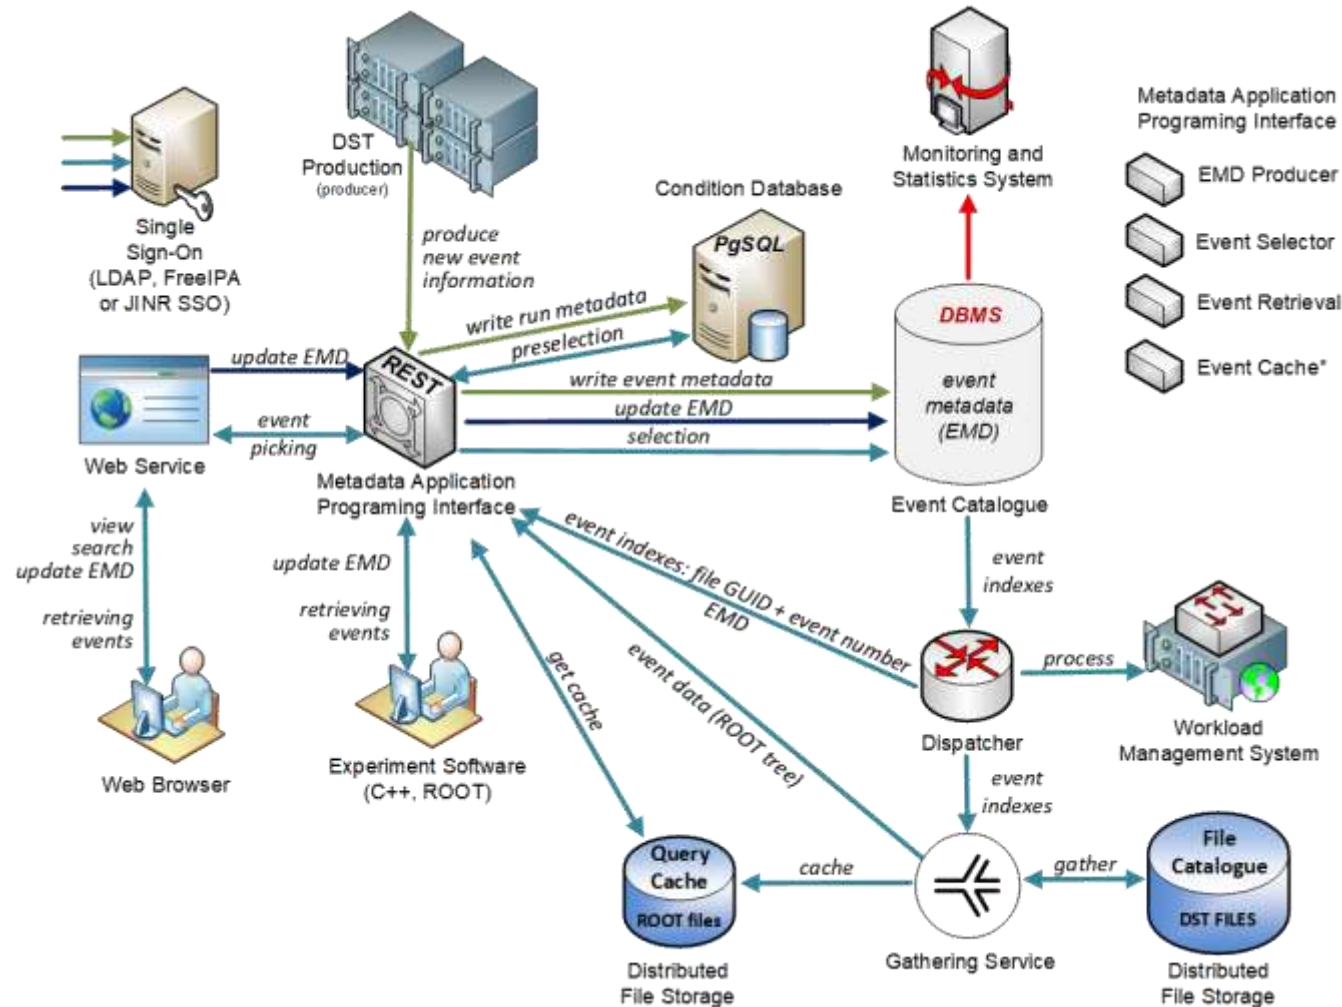 DST
Production
(producer)
Monitoring and
Statistics System
Metadata Application
Programing Interface
EMD Producer
Event Selector
Event Retrieval
Event Cache*
Single
Sign-On
(LDAP, FreeIPA
or JINR SSO)
produce
new event
information
Condition Database
PgSQL
write run metadata
preselection
update EMD
REST
write event metadata
update EMD
selection
DBMS
event
metadata
(EMD)
Event Catalogue
event
picking
Web Service
Metadata Application
Programing Interface
view
search
update EMD
retrieving
events
Web Browser
update EMD
retrieving
events
Experiment Software
(C++, ROOT)
event indexes: file GUID + event number
EMD
event data (ROOT tree)
get cache
event
indexes
Dispatcher
process
Workload
Management System
event
indexes
Query
Cache
ROOT files
Distributed
File Storage
cache
Gathering Service
gather
File
Catalogue
DST FILES
Distributed
File Storage